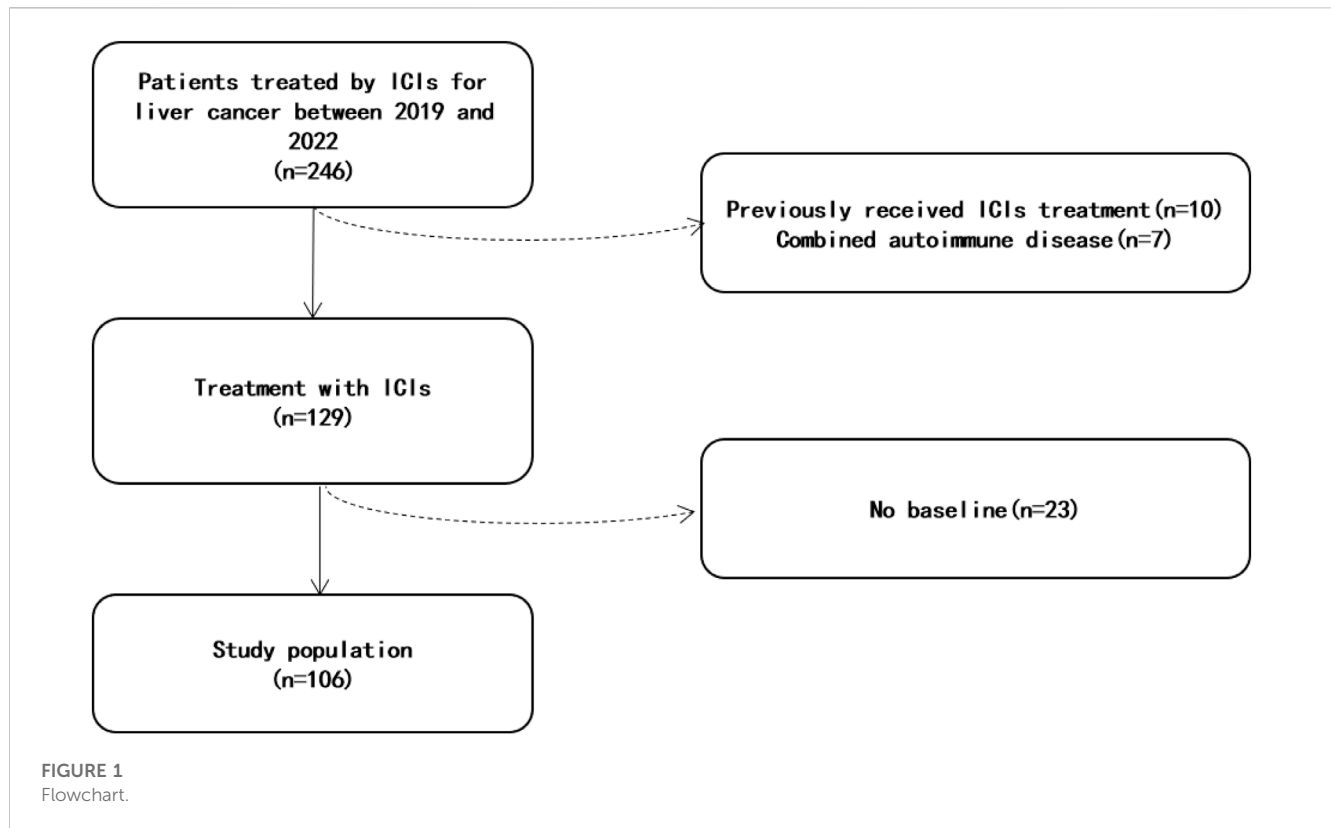 Patients treated by ICIs for
liver cancer between 2019 and
2022
(n=246)
Previously received ICIs treatment(n=10)
Combined autoimmune disease(n=7)
Treatment with ICIs
(n=129)
No baseline(n=23)
Study population
(n=106)
FIGURE 1
Flowchart.